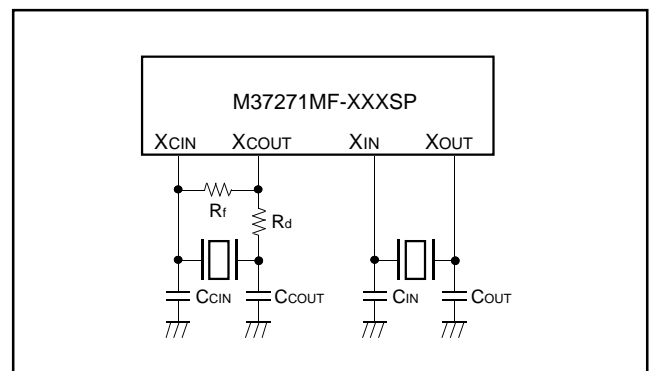 M37271MF-XXXSP
XCIN XCOUT XIN XOUT
Rf
Rd
CCIN CCOUT CIN COUT